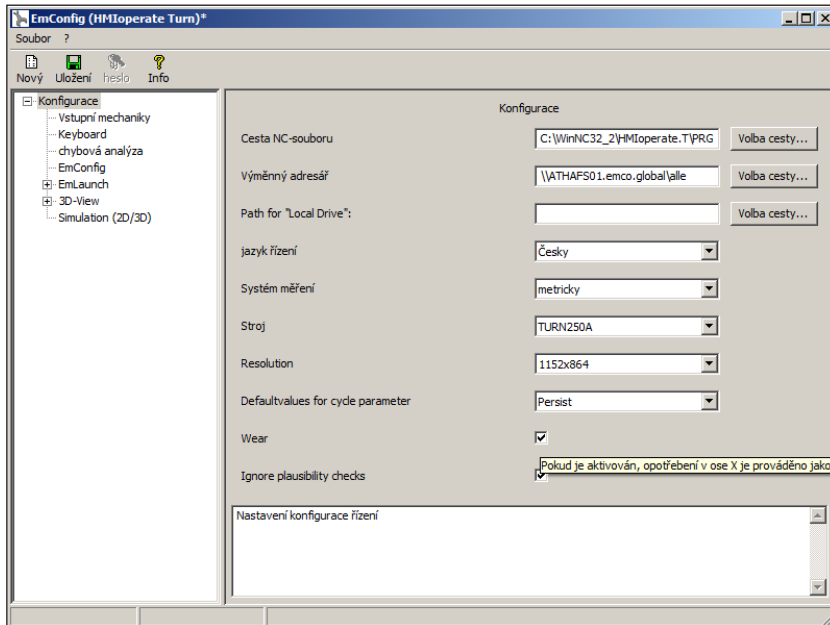 EmConfig (HMIoperate Turn)*
Soubor ?
Nový Uložení heslo Info
Konfigurace
Vstupní mechaniky
Keyboard
chybová analýza
EmConfig
EmLaunch
3D-View
Simulation (2D/3D)
Konfigurace
Cesta NC-souboru C:\WinNC32_2\HMIoperate.T\PRG Volba cesty...
Výměnný adresář \\ATHAFS01.emco.global\alle Volba cesty...
Path for "Local Drive": Volba cesty...
jazyk řízení Česky
Systém měření metricky
Stroj TURN250A
Resolution 1152x864
Defaultvalues for cycle parameter Persist
Wear
Pokud je aktivován, opotřebení v ose X je prováděno jako
Ignore plausibility checks
Nastavení konfigurace řízení